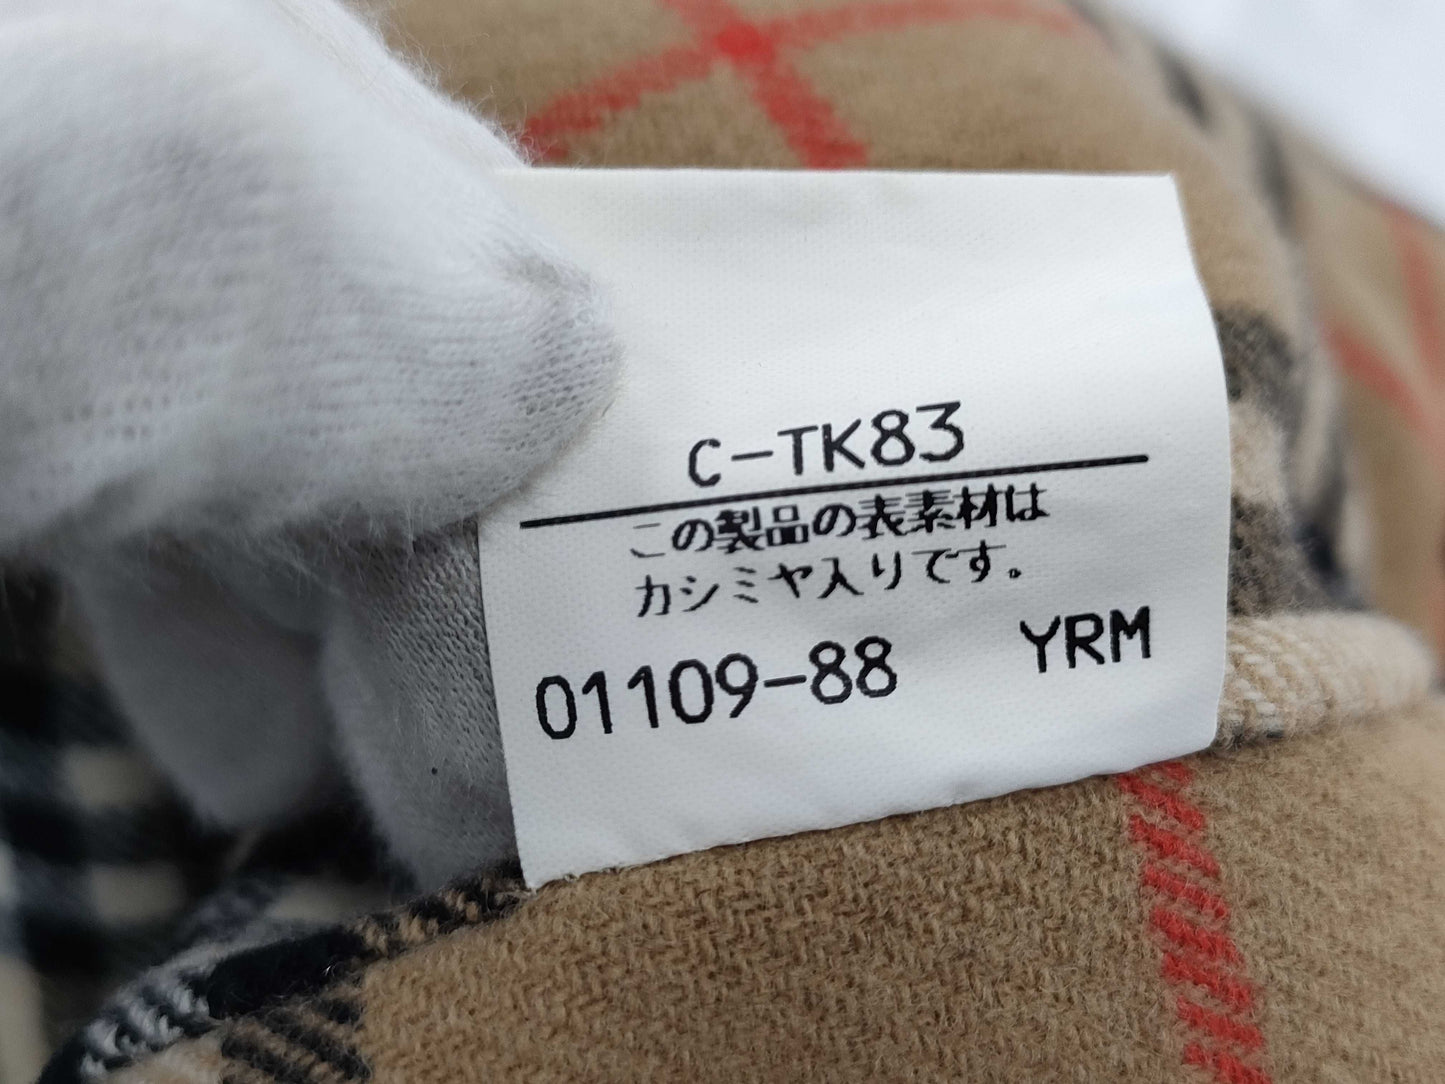 C-TK83
この製品の表素材は
カシミヤ入りです。
01109-88 YRM